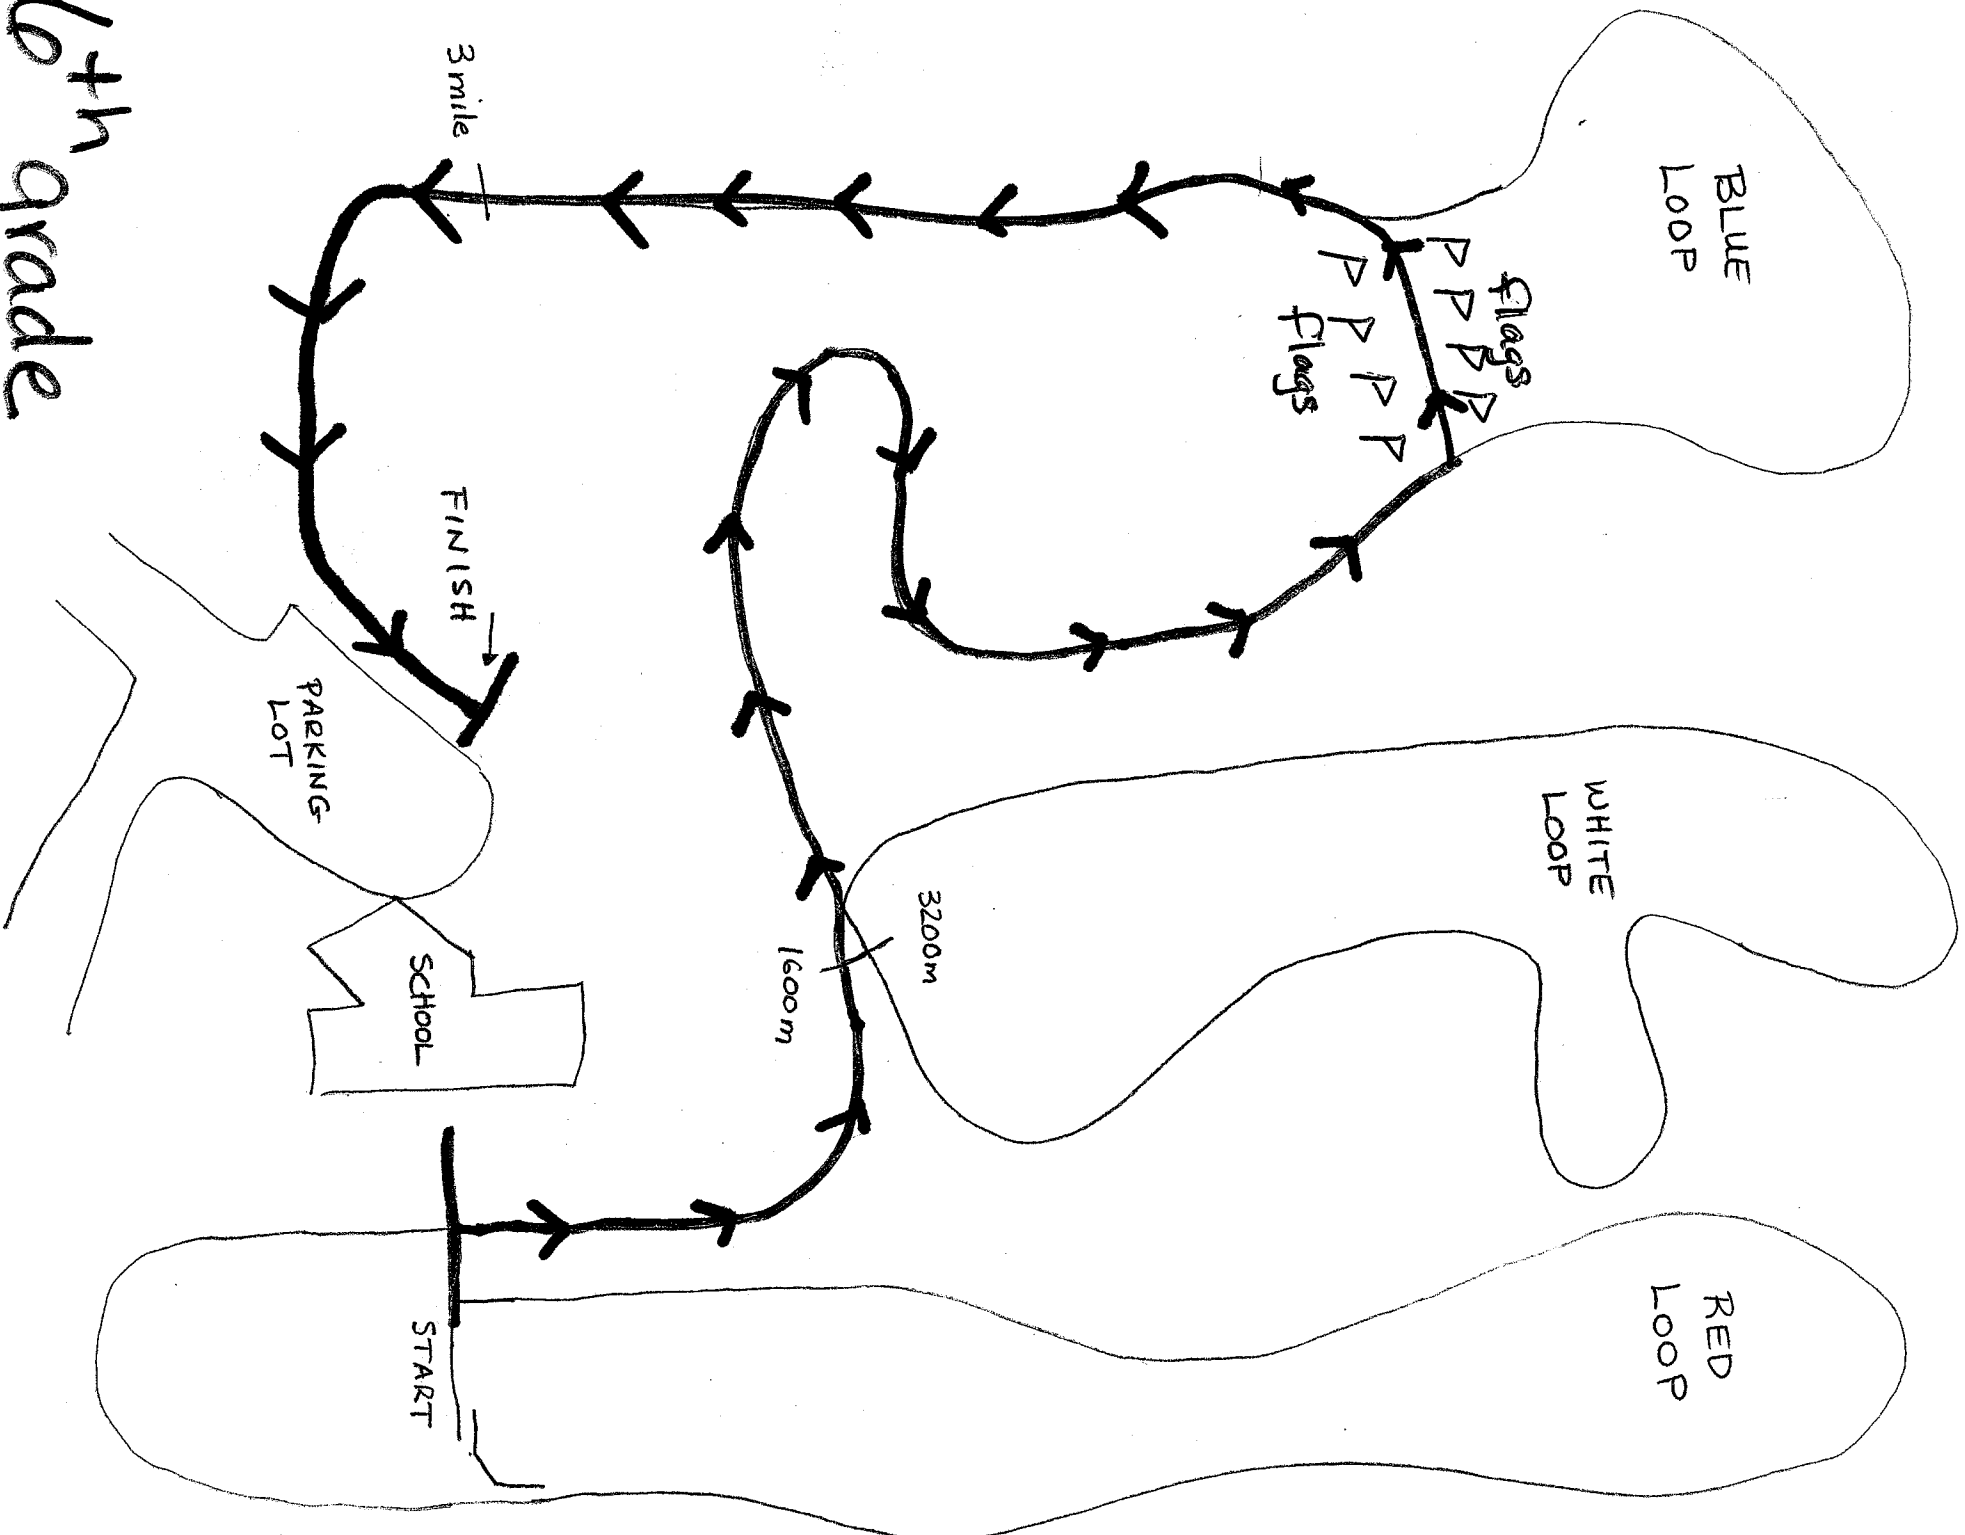 6th grade
3 mile
BLUE
LOOP
flags
flags
FINISH
PARKING
LOT
WHITE
LOOP
3200m
1600m
SCHOOL
START
RED
LOOP